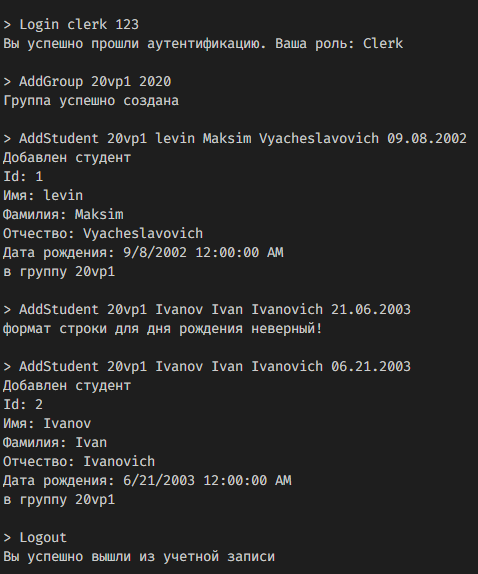 > Login clerk 123
Вы успешно прошли аутентификацию. Ваша роль: Clerk
> AddGroup 20vp1 2020
Группа успешно создана
> AddStudent 20vp1 levin Maksim Vyacheslavovich 09.08.2002
Добавлен студент
Id: 1
Имя: levin
Фамилия: Maksim
Отчество: Vyacheslavovich
Дата рождения: 9/8/2002 12:00:00 AM
в группу 20vp1
> AddStudent 20vp1 Ivanov Ivan Ivanovich 21.06.2003
формат строки для дня рождения неверный!
> AddStudent 20vp1 Ivanov Ivan Ivanovich 06.21.2003
Добавлен студент
Id: 2
Имя: Ivanov
Фамилия: Ivan
Отчество: Ivanovich
Дата рождения: 6/21/2003 12:00:00 AM
в группу 20vp1
> Logout
Вы успешно вышли из учетной записи